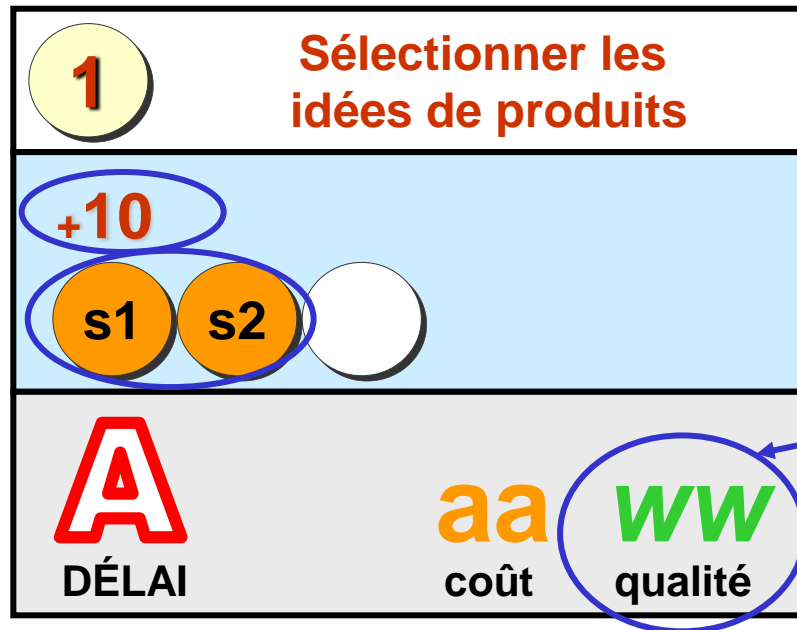 1
Sélectionner les
idées de produits
+10
s1 s2
A aa ww
DÉLAI coût qualité